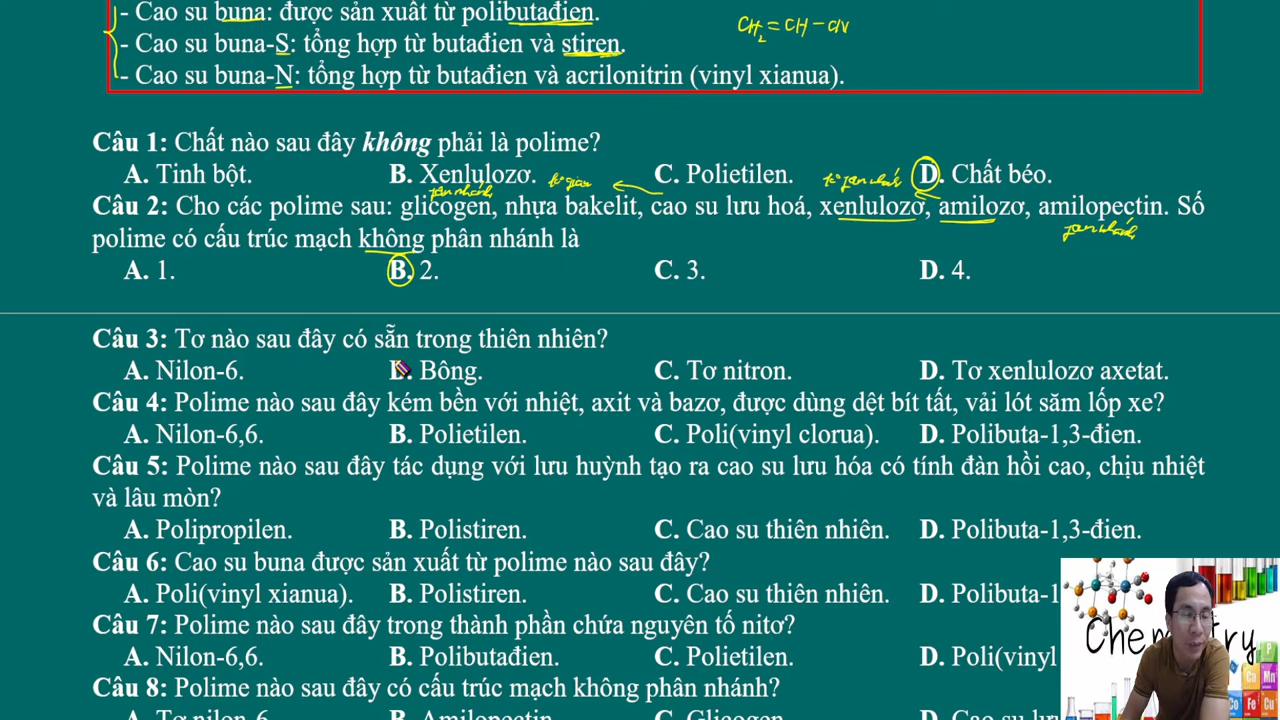 - Cao su buna: được sản xuất từ polibutađien.
CH2 = CH - CN
- Cao su buna-S: tổng hợp từ butađien và stiren.
- Cao su buna-N: tổng hợp từ butađien và acrilonitrin (vinyl xianua).
Câu 1: Chất nào sau đây không phải là polime?
A. Tinh bột. B. Xenlulozơ. C. Polietilen. D. Chất béo.
Câu 2: Cho các polime sau: glicogen, nhựa bakelit, cao su lưu hoá, xenlulozơ, amilozơ, amilopectin. Số
polime có cấu trúc mạch không phân nhánh là
A. 1. B. 2. C. 3. D. 4.
Câu 3: Tơ nào sau đây có sẵn trong thiên nhiên?
A. Nilon-6. B. Bông. C. Tơ nitron. D. Tơ xenlulozơ axetat.
Câu 4: Polime nào sau đây kém bền với nhiệt, axit và bazơ, được dùng dệt bít tất, vải lót săm lốp xe?
A. Nilon-6,6. B. Polietilen. C. Poli(vinyl clorua). D. Polibuta-1,3-đien.
Câu 5: Polime nào sau đây tác dụng với lưu huỳnh tạo ra cao su lưu hóa có tính đàn hồi cao, chịu nhiệt
và lâu mòn?
A. Polipropilen. B. Polistiren. C. Cao su thiên nhiên. D. Polibuta-1,3-đien.
Câu 6: Cao su buna được sản xuất từ polime nào sau đây?
A. Poli(vinyl xianua). B. Polistiren. C. Cao su thiên nhiên. D. Polibuta-1
Câu 7: Polime nào sau đây trong thành phần chứa nguyên tố nitơ?
A. Nilon-6,6. B. Polibutađien. C. Polietilen. D. Poli(vinyl
Chemistry
Câu 8: Polime nào sau đây có cấu trúc mạch không phân nhánh?
A. Tơ nilon-6 B. Amilopectin C. Glicogen D. Cao su lưu